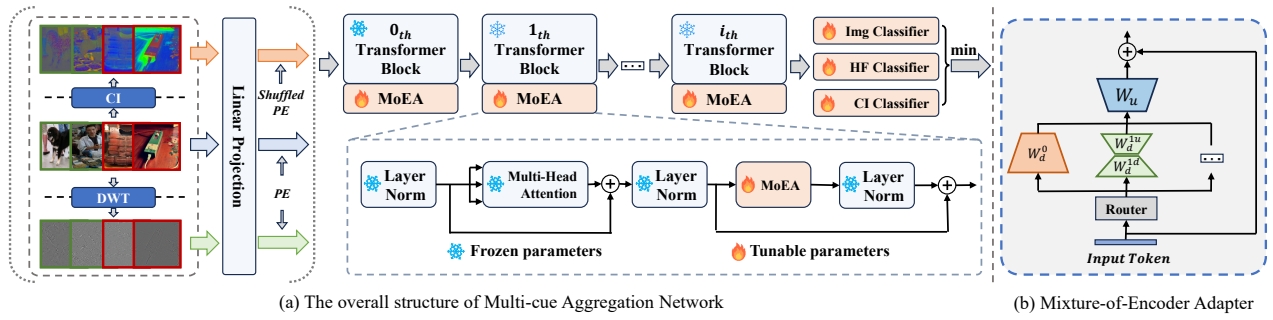 CI
DWT
Linear Projection
Shuffled
PE
PE
0th
Transformer
Block
MoEA
1th
Transformer
Block
MoEA
...
ith
Transformer
Block
MoEA
Img Classifier
HF Classifier
CI Classifier
min
Layer
Norm
Multi-Head
Attention
Layer
Norm
MoEA
Layer
Norm
Frozen parameters
Tunable parameters
(a) The overall structure of Multi-cue Aggregation Network
W_u
W_d^0
W_d^{1u}
W_d^{1d}
...
Router
Input Token
(b) Mixture-of-Encoder Adapter